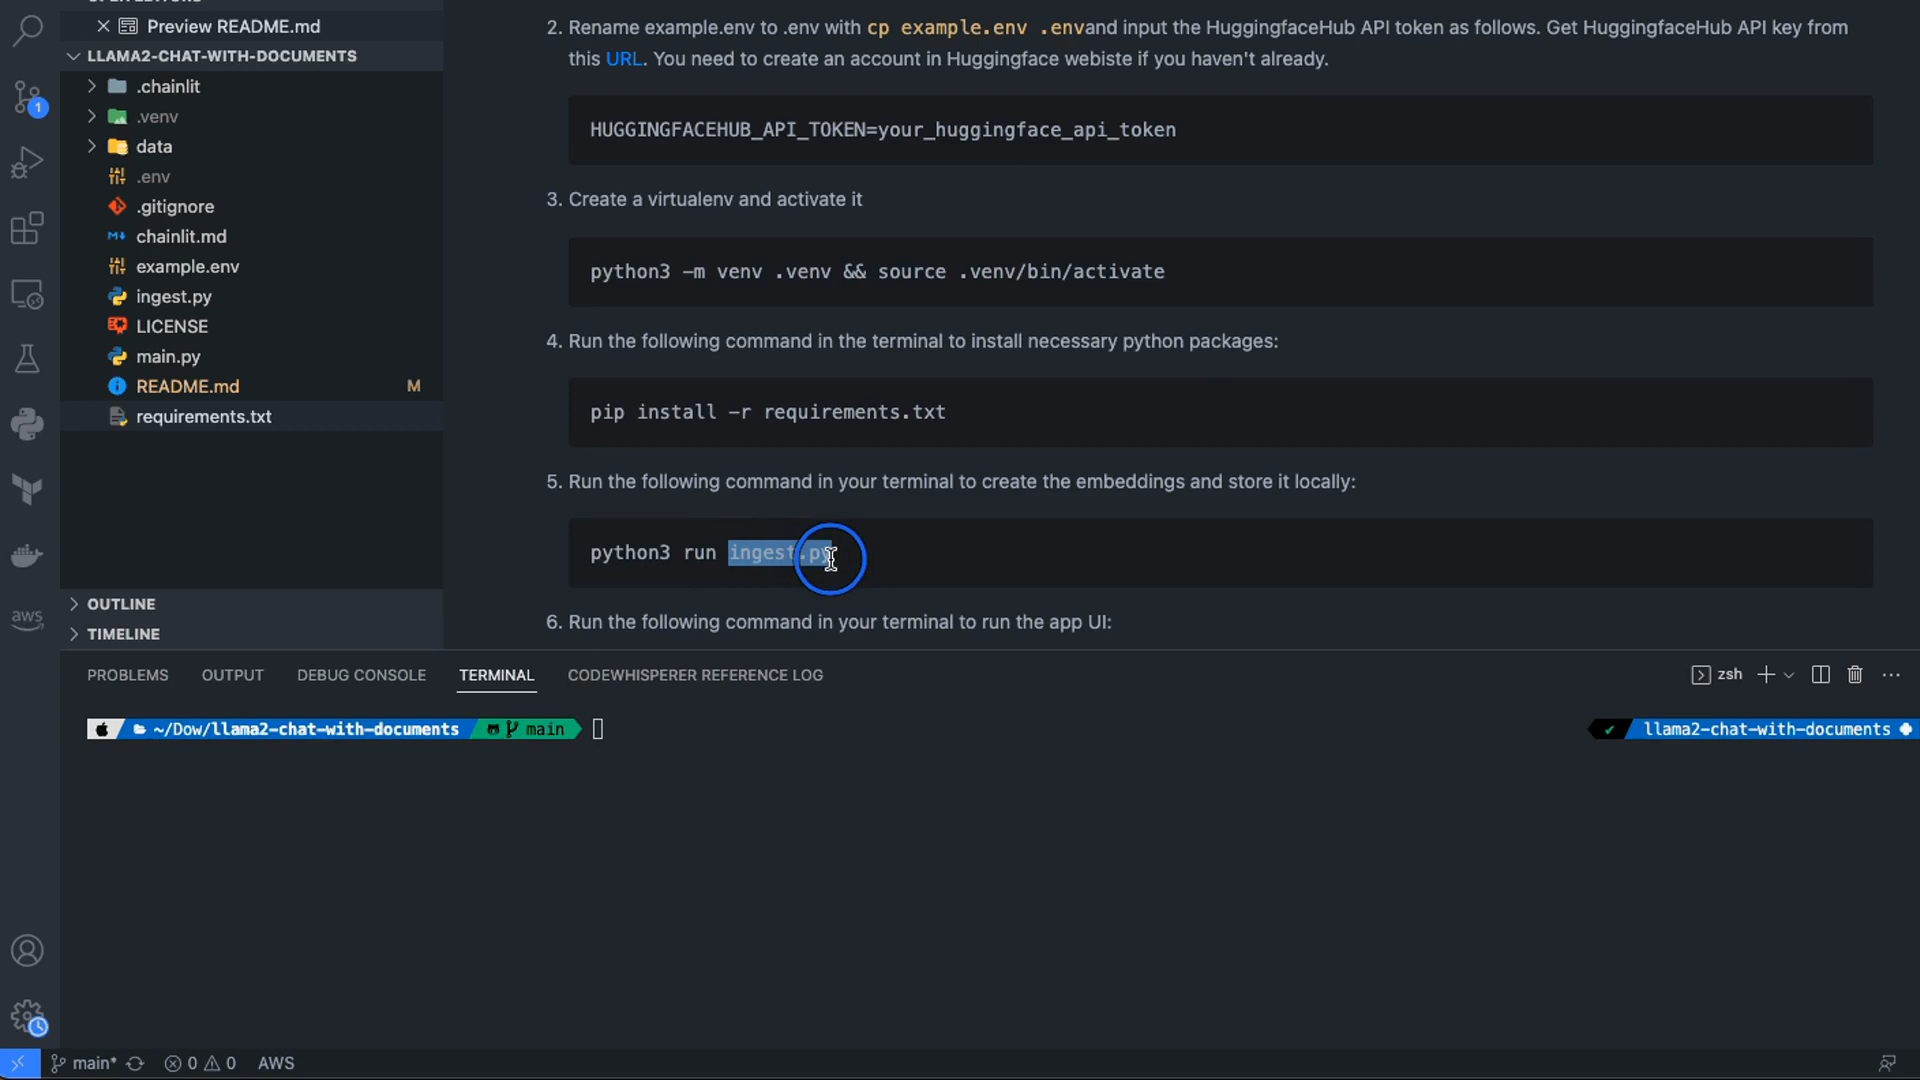 Preview README.md
LLAMA2-CHAT-WITH-DOCUMENTS
.chainlit
.venv
data
.env
.gitignore
chainlit.md
example.env
ingest.py
LICENSE
main.py
README.md M
requirements.txt
OUTLINE
TIMELINE
1
aws
2. Rename example.env to .env with cp example.env .envand input the HuggingfaceHub API token as follows. Get HuggingfaceHub API key from
this URL. You need to create an account in Huggingface webiste if you haven't already.
HUGGINGFACEHUB_API_TOKEN=your_huggingface_api_token
3. Create a virtualenv and activate it
python3 -m venv .venv && source .venv/bin/activate
4. Run the following command in the terminal to install necessary python packages:
pip install -r requirements.txt
5. Run the following command in your terminal to create the embeddings and store it locally:
python3 run ingest.py
6. Run the following command in your terminal to run the app UI:
PROBLEMS OUTPUT DEBUG CONSOLE TERMINAL CODEWHISPERER REFERENCE LOG
zsh
~/Dow/llama2-chat-with-documents main
llama2-chat-with-documents
main* 0 0 AWS